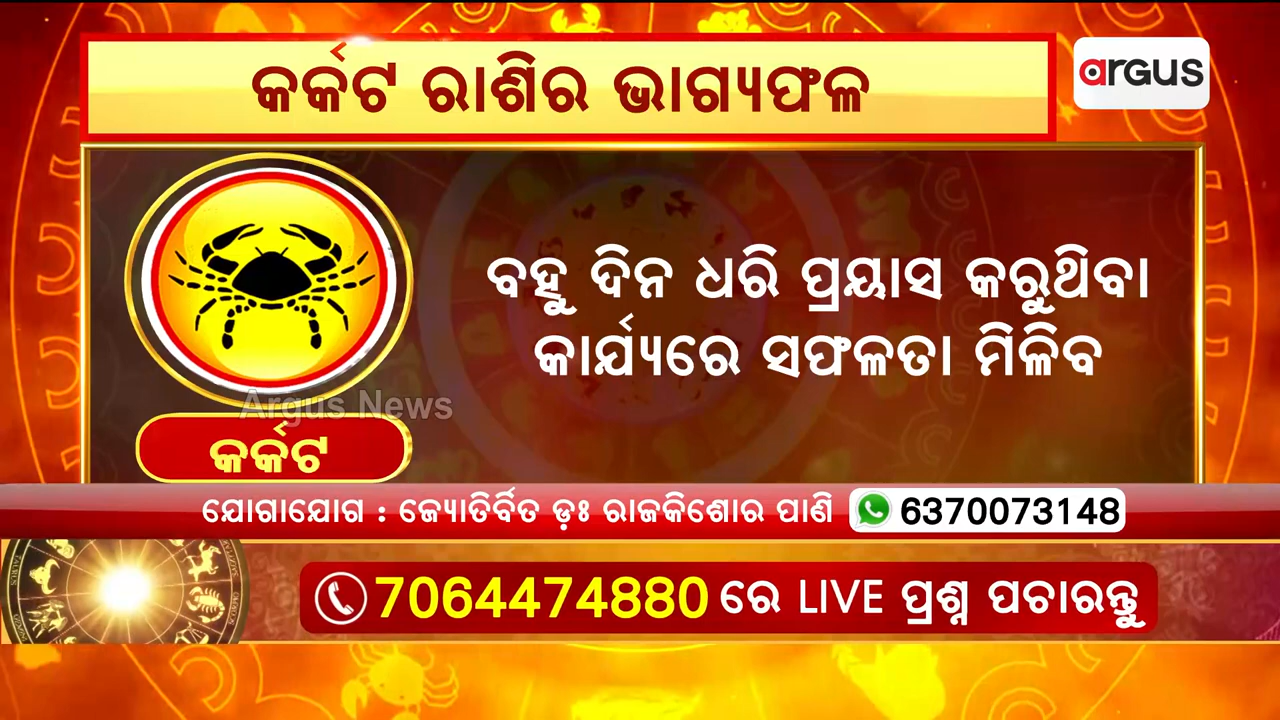 କର୍କଟ ରାଶିର ଭାଗ୍ୟଫଳ
argus
ବହୁ ଦିନ ଧରି ପ୍ରୟାସ କରୁଥିବା
କାର୍ଯ୍ୟରେ ସଫଳତା ମିଳିବ
Argus News
କର୍କଟ
ଯୋଗାଯୋଗ : ଜ୍ୟୋତିର୍ବିତ ଡ଼ଃ ରାଜକିଶୋର ପାଣି 6370073148
7064474880 ରେ LIVE ପ୍ରଶ୍ନ ପଚାରନ୍ତୁ